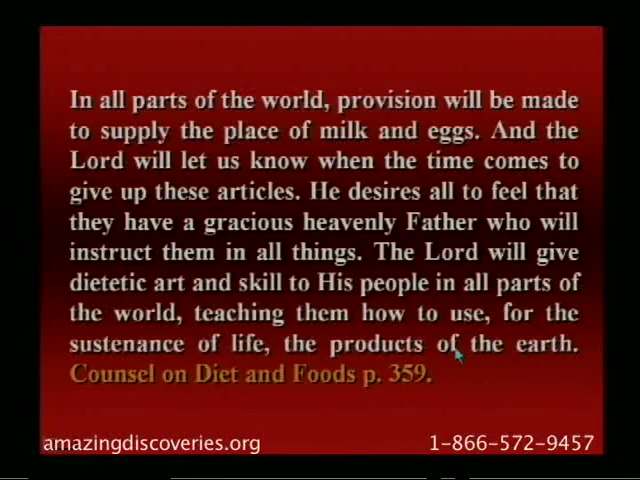 In all parts of the world, provision will be made
to supply the place of milk and eggs. And the
Lord will let us know when the time comes to
give up these articles. He desires all to feel that
they have a gracious heavenly Father who will
instruct them in all things. The Lord will give
dietetic art and skill to His people in all parts of
the world, teaching them how to use, for the
sustenance of life, the products of the earth.
Counsel on Diet and Foods p. 359.
amazingdiscoveries.org
1-866-572-9457